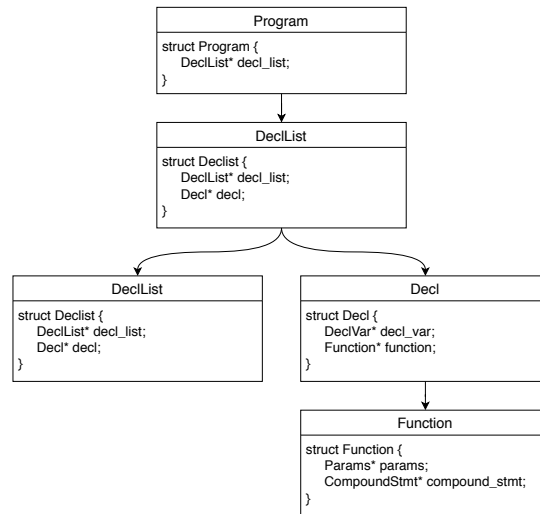 Program
struct Program {
DeclList* decl_list;
}
DeclList
struct Declist {
DeclList* decl_list;
Decl* decl;
}
DeclList
struct Declist {
DeclList* decl_list;
Decl* decl;
}
Decl
struct Decl {
DeclVar* decl_var;
Function* function;
}
Function
struct Function {
Params* params;
CompoundStmt* compound_stmt;
}